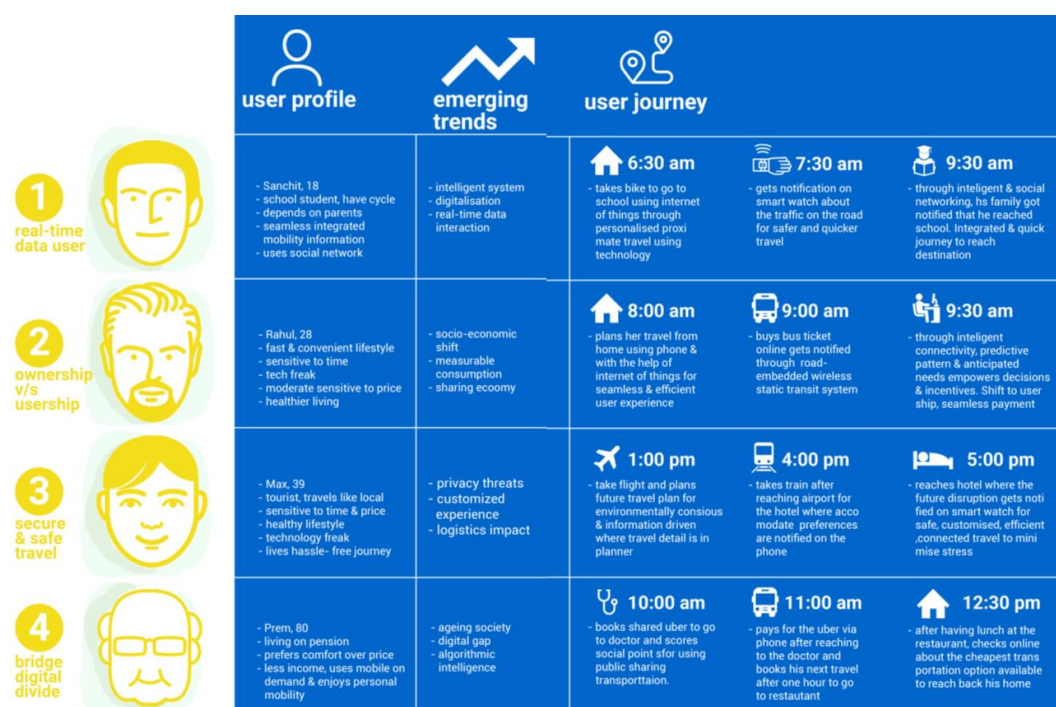 user profile
emerging
trends
user journey
1
real-time
data user
- Sanchit, 18
- school student, have cycle
- depends on parents
- seamless integrated
mobility information
- uses social network
- intelligent system
- digitalisation
- real-time data
interaction
6:30 am
- takes bike to go to
school using internet
of things through
personalised proxi
mate travel using
technology
7:30 am
- gets notification on
smart watch about
the traffic on the road
for safer and quicker
travel
9:30 am
- through inteligent & social
networking, hs family got
notified that he reached
school. Integrated & quick
journey to reach
destination
2
ownership
v/s
usership
- Rahul, 28
- fast & convenient lifestyle
- sensitive to time
- tech freak
- moderate sensitive to price
- healthier living
- socio-economic
shift
- measurable
consumption
- sharing ecoomy
8:00 am
- plans her travel from
home using phone &
with the help of
internet of things for
seamless & efficient
user experience
9:00 am
- buys bus ticket
online gets notified
through road-
embedded wireless
static transit system
9:30 am
- through inteligent
connectivity, predictive
pattern & anticipated
needs empowers decisions
& incentives. Shift to user
ship, seamless payment
3
secure
& safe
travel
- Max, 39
- tourist, travels like local
- sensitive to time & price
- healthy lifestyle
- technology freak
- lives hassle- free journey
- privacy threats
- customized
experience
- logistics impact
1:00 pm
- take flight and plans
future travel plan for
environmentally consious
& information driven
where travel detail is in
planner
4:00 pm
- takes train after
reaching airport for
the hotel where acco
modate preferences
are notified on the
phone
5:00 pm
- reaches hotel where the
future disruption gets noti
fied on smart watch for
safe, customised, efficient
,connected travel to mini
mise stress
4
bridge
digital
divide
- Prem, 80
- living on pension
- prefers comfort over price
- less income, uses mobile on
demand & enjoys personal
mobility
- ageing society
- digital gap
- algorithmic
intelligence
10:00 am
- books shared uber to go
to doctor and scores
social point sfor using
public sharing
transporttaion.
11:00 am
- pays for the uber via
phone after reaching
to the doctor and
books his next travel
after one hour to go
to restautant
12:30 pm
- after having lunch at the
restaurant, checks online
about the cheapest trans
portation option available
to reach back his home